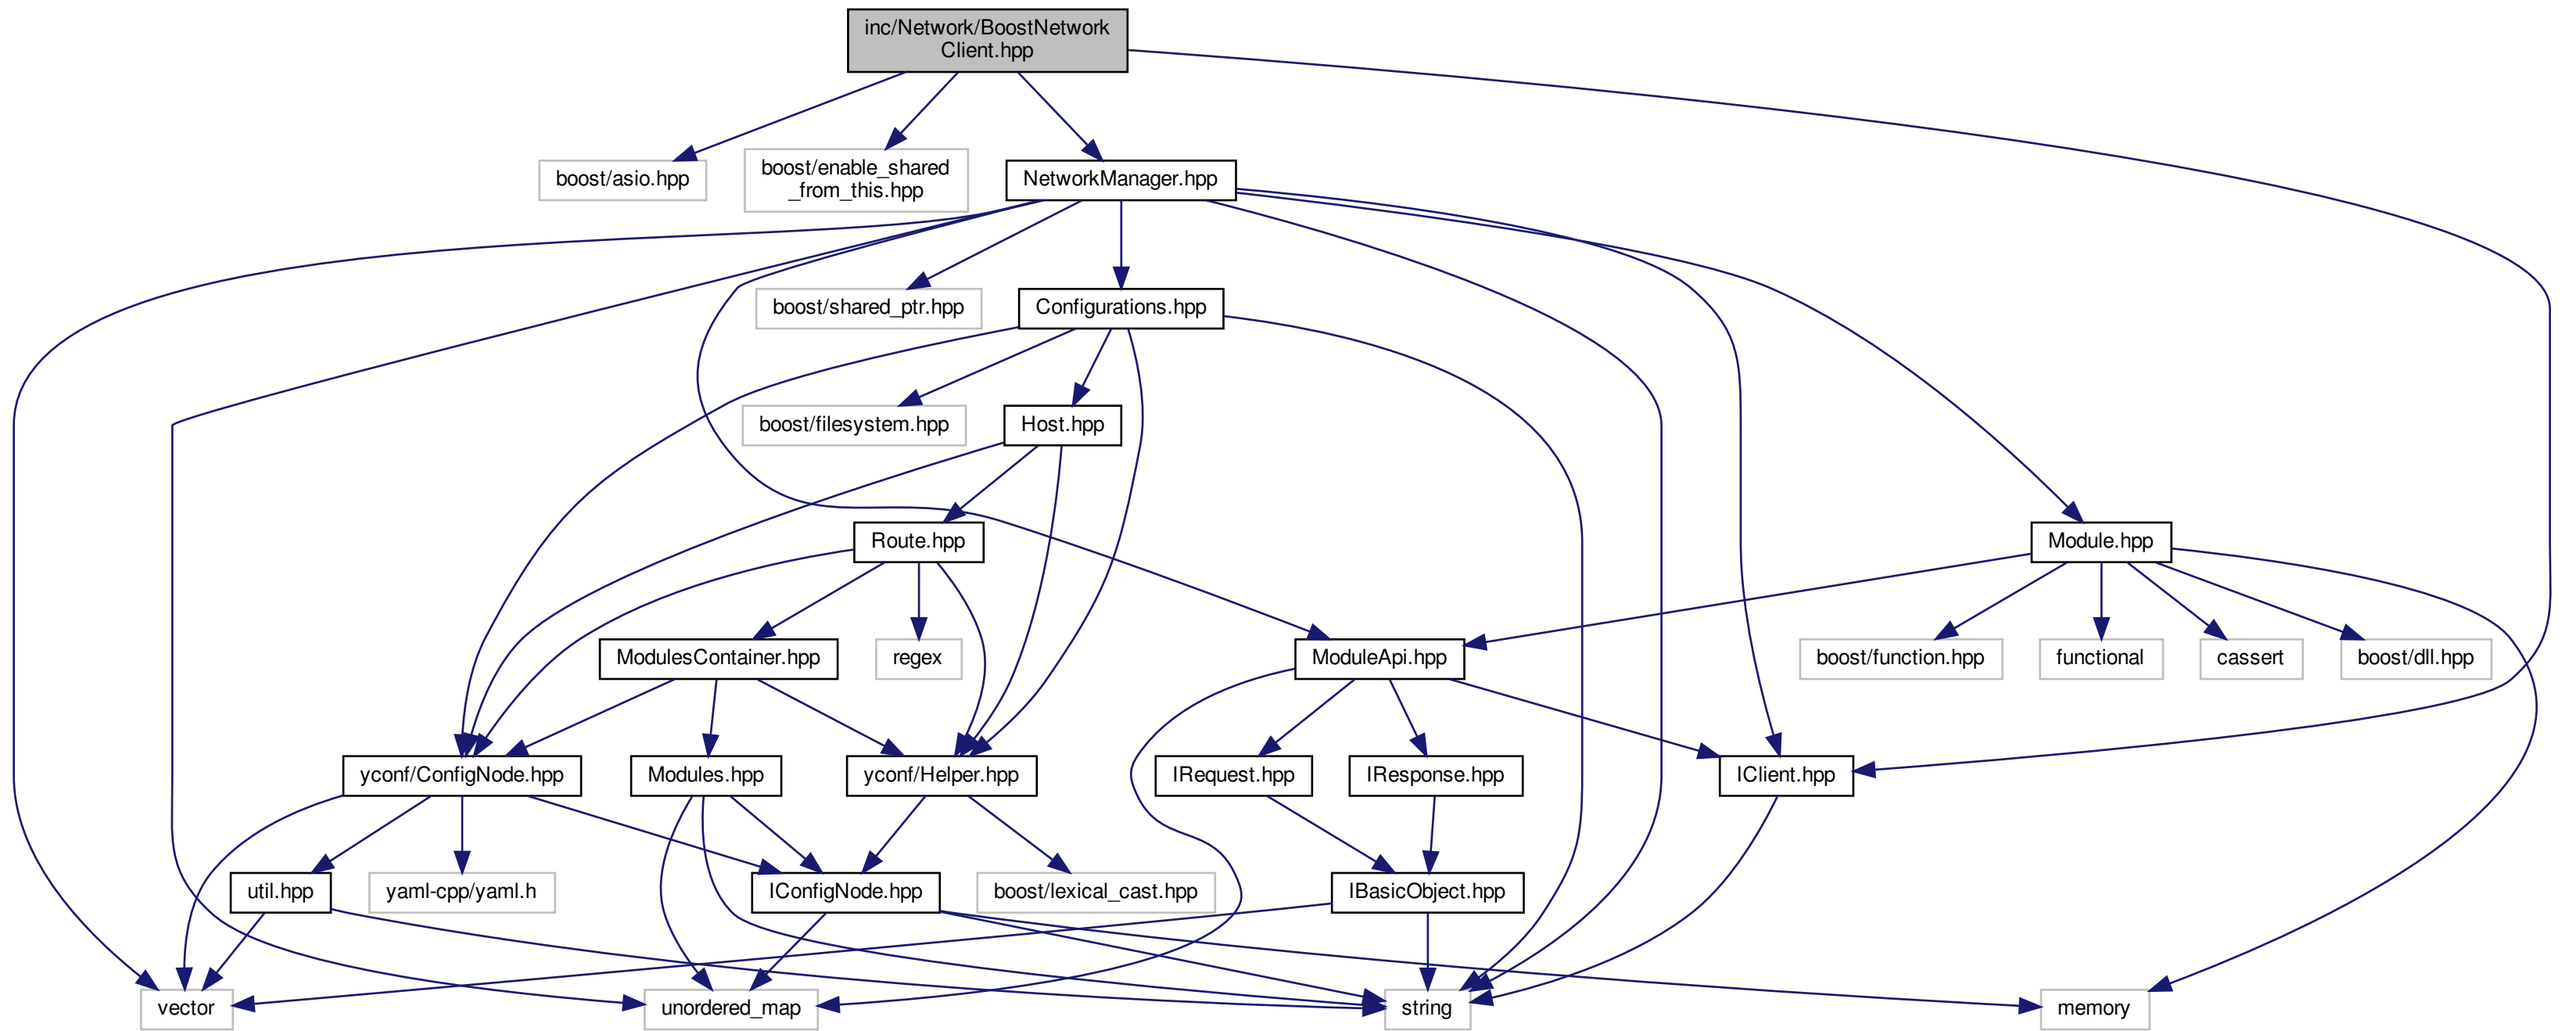 inc/Network/BoostNetwork
Client.hpp
boost/asio.hpp
boost/enable_shared
_from_this.hpp
NetworkManager.hpp
boost/shared_ptr.hpp
Configurations.hpp
boost/filesystem.hpp
Host.hpp
Route.hpp
Module.hpp
ModulesContainer.hpp
regex
ModuleApi.hpp
boost/function.hpp
functional
cassert
boost/dll.hpp
yconf/ConfigNode.hpp
Modules.hpp
yconf/Helper.hpp
IRequest.hpp
IResponse.hpp
IClient.hpp
util.hpp
yaml-cpp/yaml.h
IConfigNode.hpp
boost/lexical_cast.hpp
IBasicObject.hpp
vector
unordered_map
string
memory